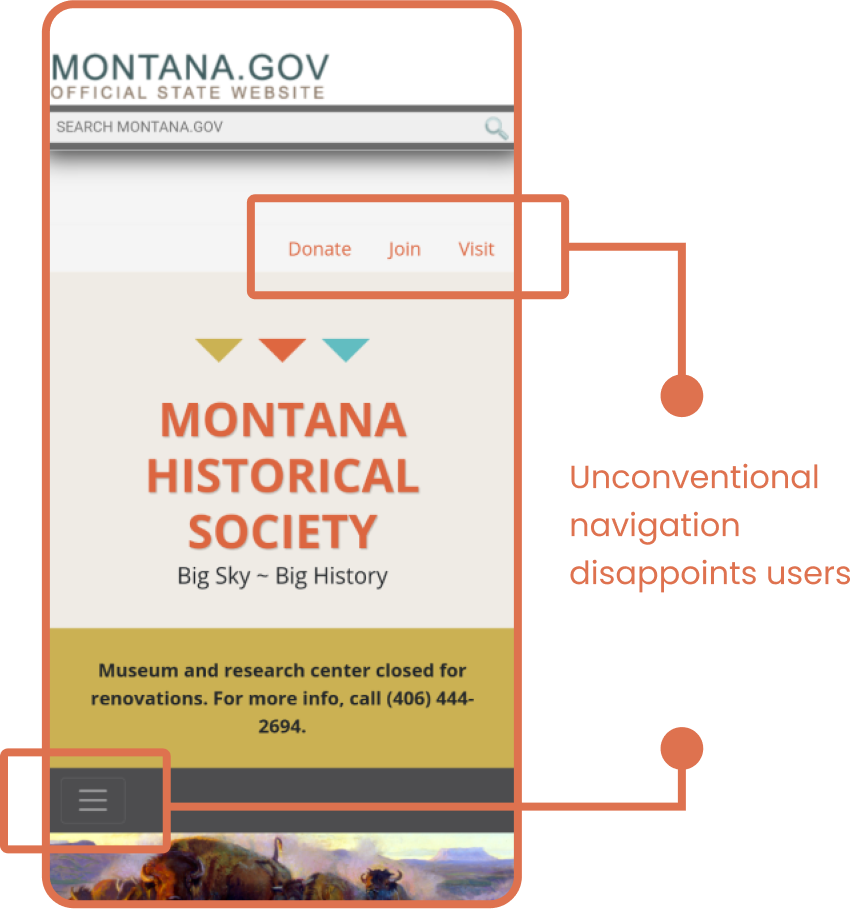 MONTANA.GOV
OFFICIAL STATE WEBSITE
SEARCH MONTANA.GOV
Donate Join Visit
MONTANA
HISTORICAL
SOCIETY
Big Sky ~ Big History
Museum and research center closed for
renovations. For more info, call (406) 444-
2694.
Unconventional
navigation
disappoints users